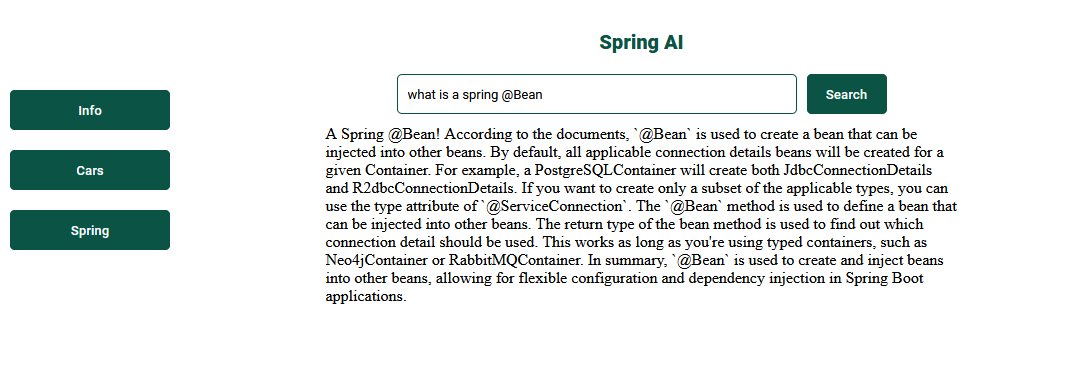 Spring AI
what is a spring @Bean
Search
Info
Cars
Spring
A Spring @Bean! According to the documents, `@Bean` is used to create a bean that can be
injected into other beans. By default, all applicable connection details beans will be created for a
given Container. For example, a PostgreSQLContainer will create both JdbcConnectionDetails
and R2dbcConnectionDetails. If you want to create only a subset of the applicable types, you can
use the type attribute of `@ServiceConnection`. The `@Bean` method is used to define a bean that
can be injected into other beans. The return type of the bean method is used to find out which
connection detail should be used. This works as long as you're using typed containers, such as
Neo4jContainer or RabbitMQContainer. In summary, `@Bean` is used to create and inject beans
into other beans, allowing for flexible configuration and dependency injection in Spring Boot
applications.